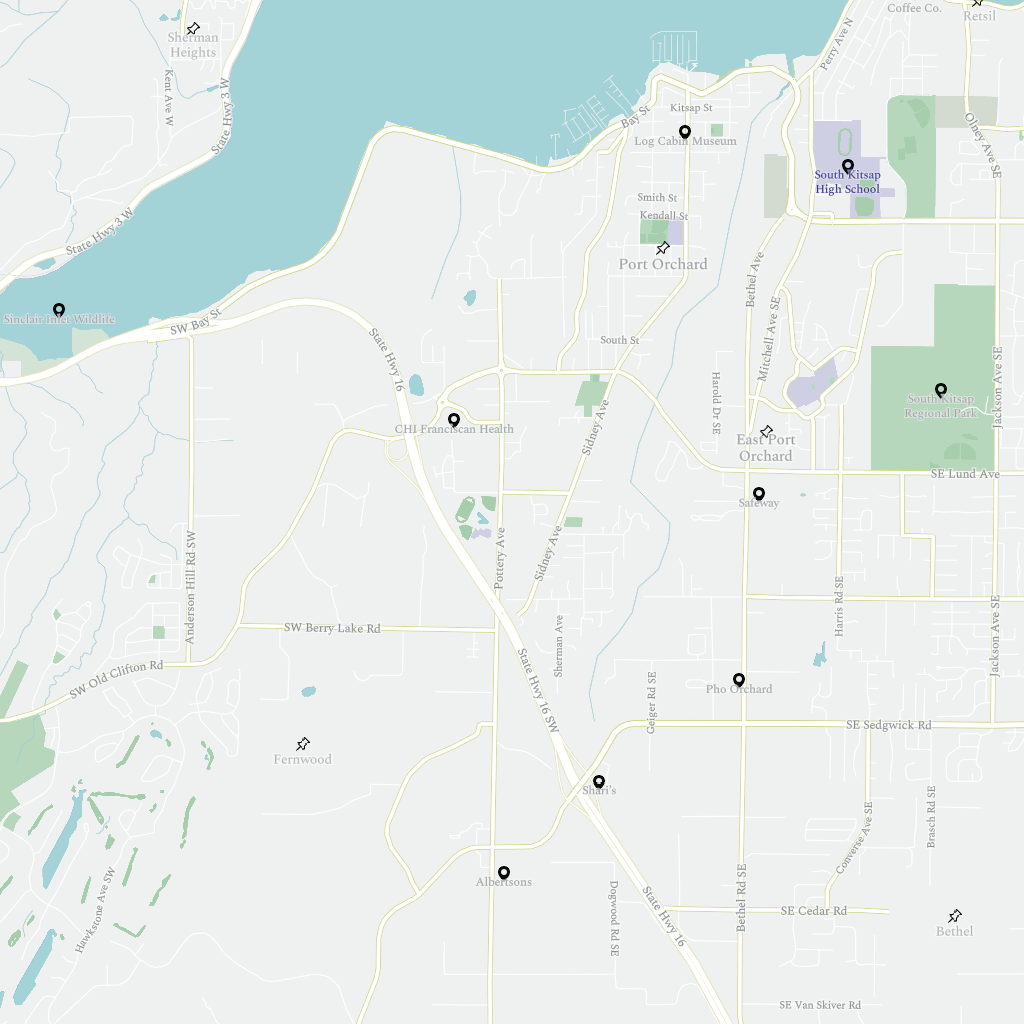 Coffee Co.
Retsil
Sherman
Heights
Perry Ave N
Kent Ave W
State Hwy 3 W
Kitsap St
Bay St
Log Cabin Museum
Olney Ave SE
South Kitsap
High School
Smith St
Kendall St
State Hwy 3 W
Port Orchard
Bethel Ave
Sinclair Inlet Wildlife
SW Bay St
Mitchell Ave SE
South St
State Hwy 16
Harold Dr SE
Jackson Ave SE
South Kitsap
Regional Park
CHI Franciscan Health
Sidney Ave
East Port
Orchard
SE Lund Ave
Safeway
Pottery Ave
Sidney Ave
Anderson Hill Rd SW
Harris Rd SE
SW Berry Lake Rd
Sherman Ave
Jackson Ave SE
SW Old Clifton Rd
State Hwy 16 SW
Geiger Rd SE
Pho Orchard
SE Sedgwick Rd
Fernwood
Shari's
Converse Ave SE
Brasch Rd SE
Albertsons
Hawkstone Ave SW
Dogwood Rd SE
State Hwy 16
Bethel Rd SE
SE Cedar Rd
Bethel
SE Van Skiver Rd